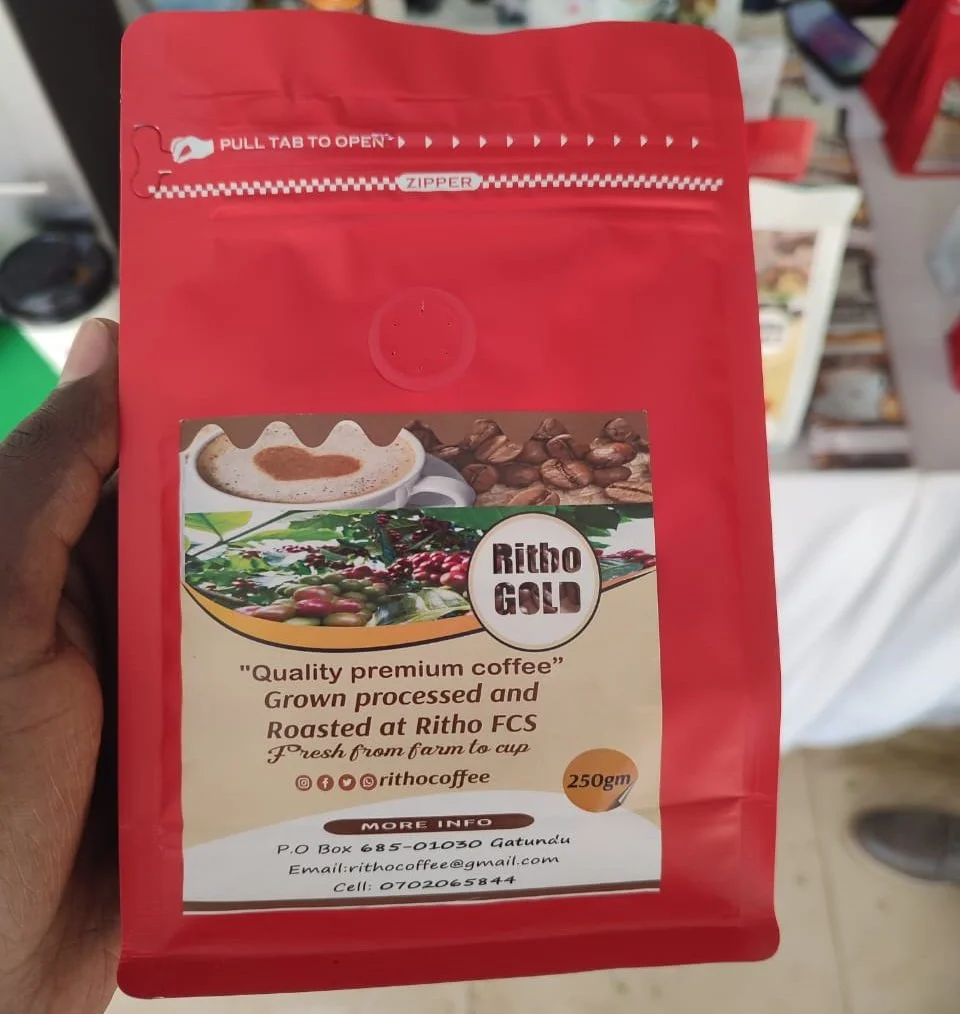 PULL TAB TO OPEN
ZIPPER
Ritho
GOLD
"Quality premium coffee”
Grown processed and
Roasted at Ritho FCS
Fresh from farm to cup
rithocoffee
250gm
MORE INFO
P.O Box 685-01030 Gatundu
Email:rithocoffee@gmail.com
Cell: 0702065844